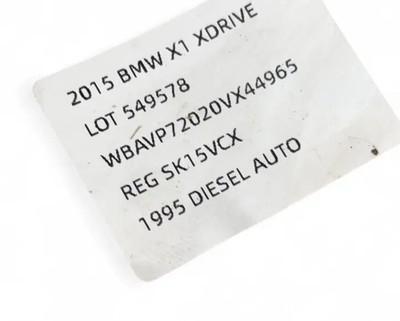 2015 BMW X1 XDRIVE
LOT 549578
WBAVP72020VX44965
REG SK15VCX
1995 DIESEL AUTO